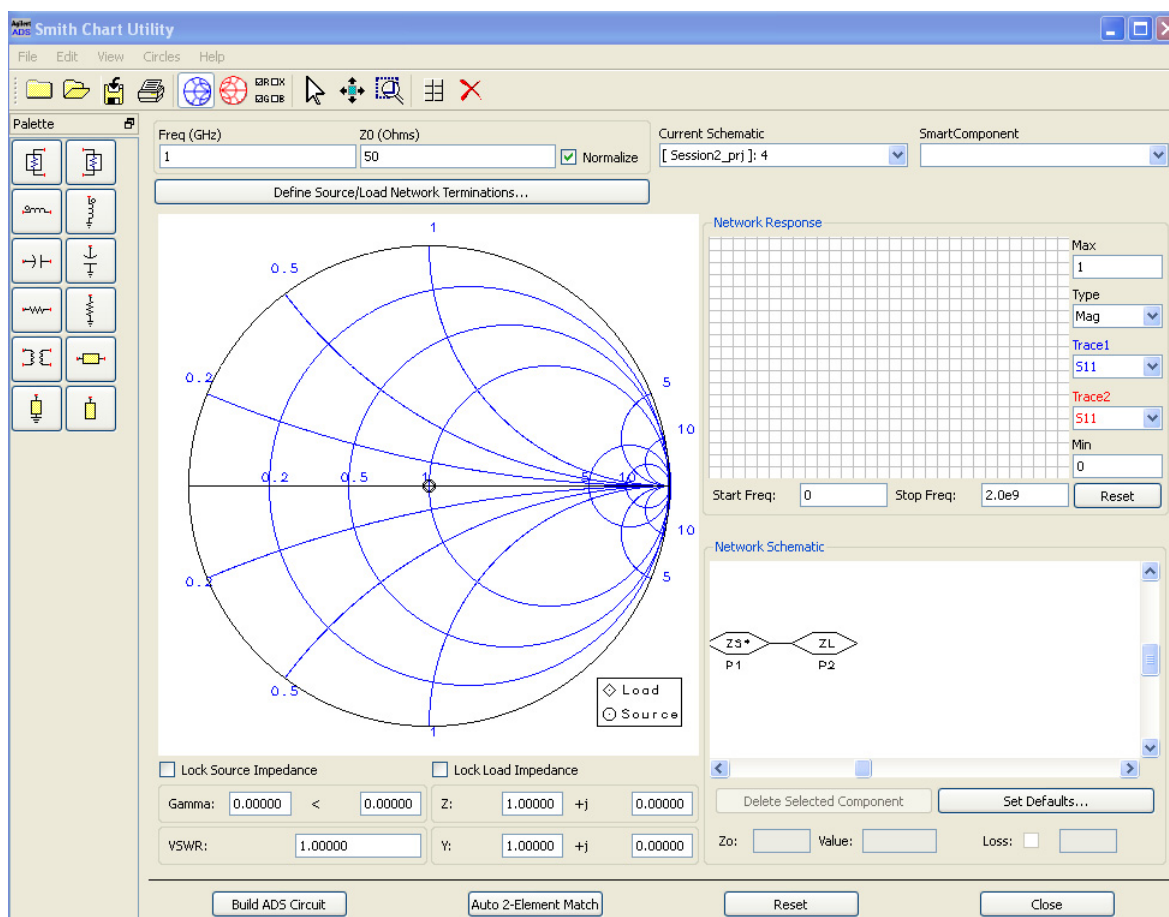 Agilent ADS Smith Chart Utility
File Edit View Circles Help
Palette
Freq (GHz) Z0 (Ohms) Current Schematic SmartComponent
1 50 Normalize [ Session2_prj ]: 4
Define Source/Load Network Terminations...
Network Response
Max
1
Type
Mag
Trace1
S11
Trace2
S11
Min
0
Start Freq: 0 Stop Freq: 2.0e9 Reset
1
0.5
0.2 5
10
0.2 0.5 1 5 10
10
0.2 5
0.5
1
Load
Source
Network Schematic
ZS* ZL
P1 P2
Lock Source Impedance Lock Load Impedance
Gamma: 0.00000 < 0.00000 Z: 1.00000 +j 0.00000
VSWR: 1.00000 Y: 1.00000 +j 0.00000
Delete Selected Component Set Defaults...
Zo: Value: Loss:
Build ADS Circuit Auto 2-Element Match Reset Close